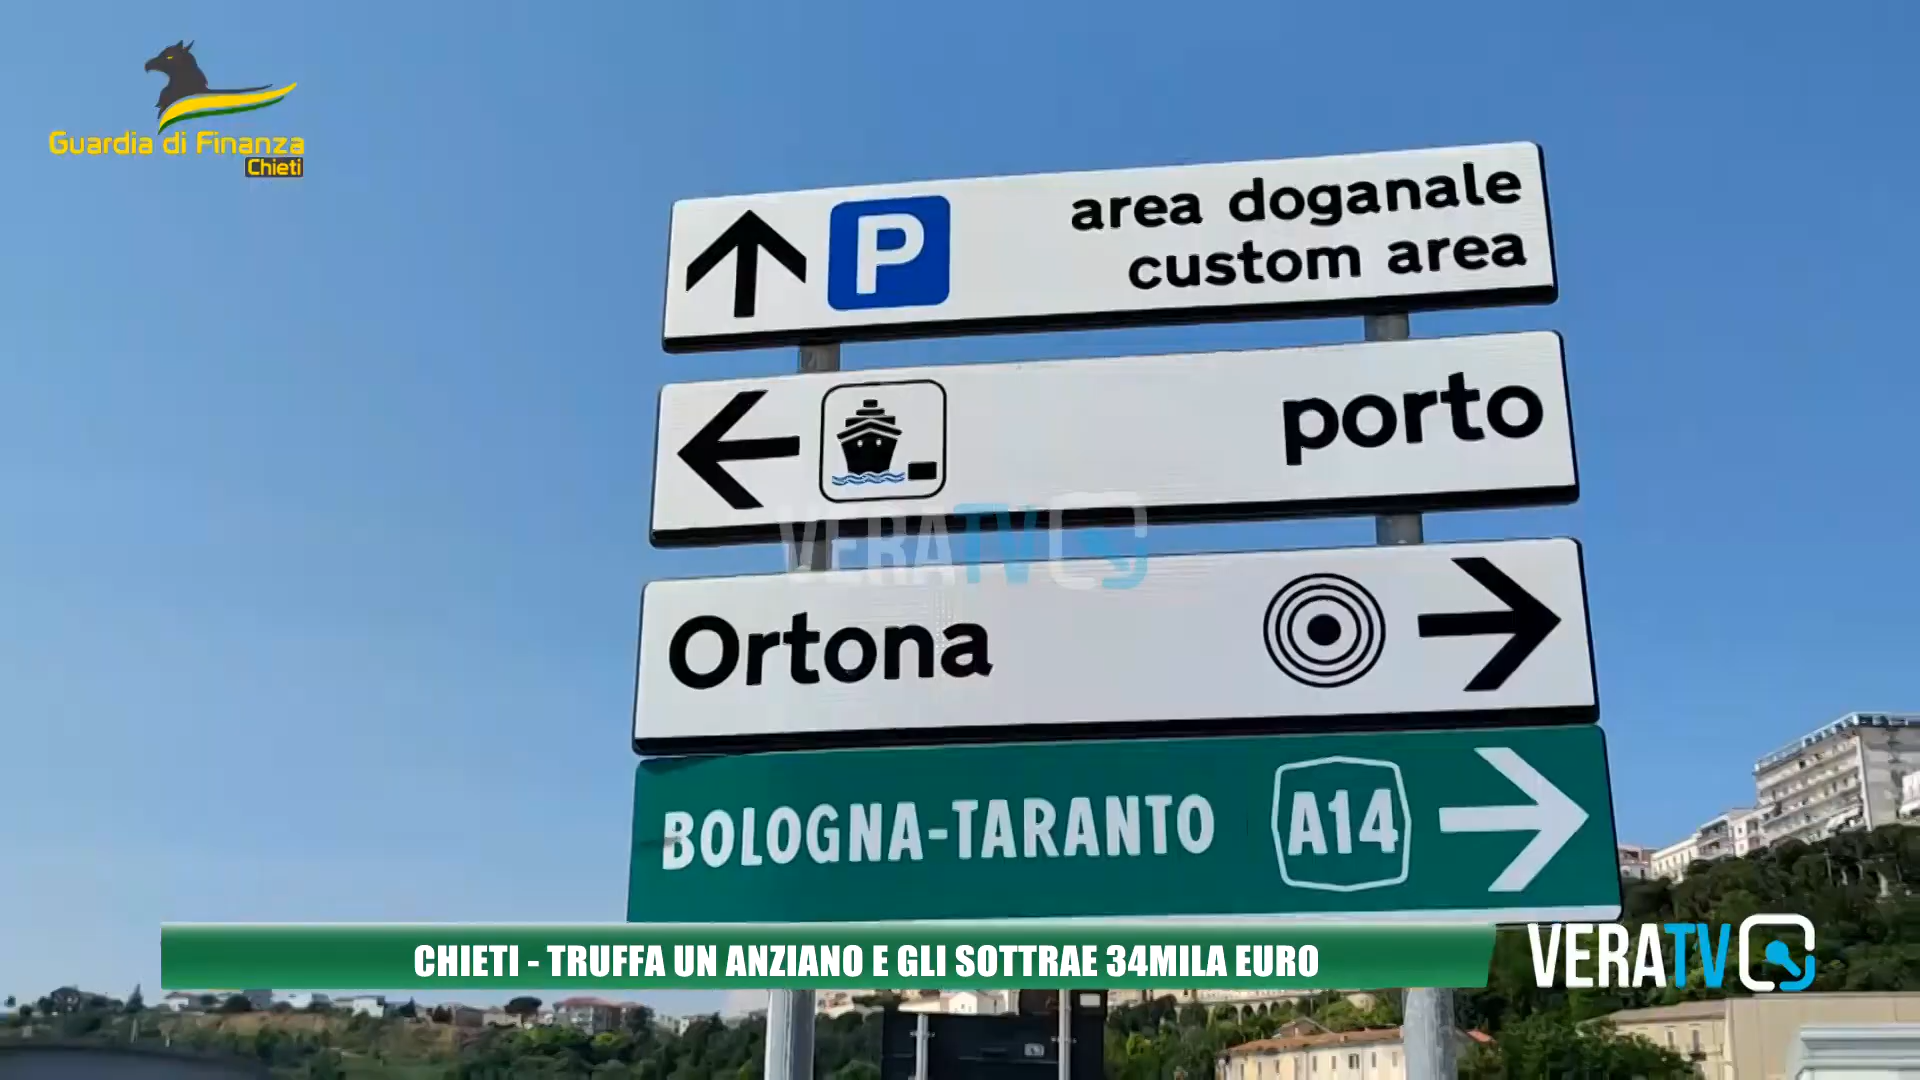 Guardia di Finanza
Chieti
P
area doganale
custom area
porto
VERATV
Ortona
BOLOGNA-TARANTO
A14
CHIETI - TRUFFA UN ANZIANO E GLI SOTTRAE 34MILA EURO
VERATV